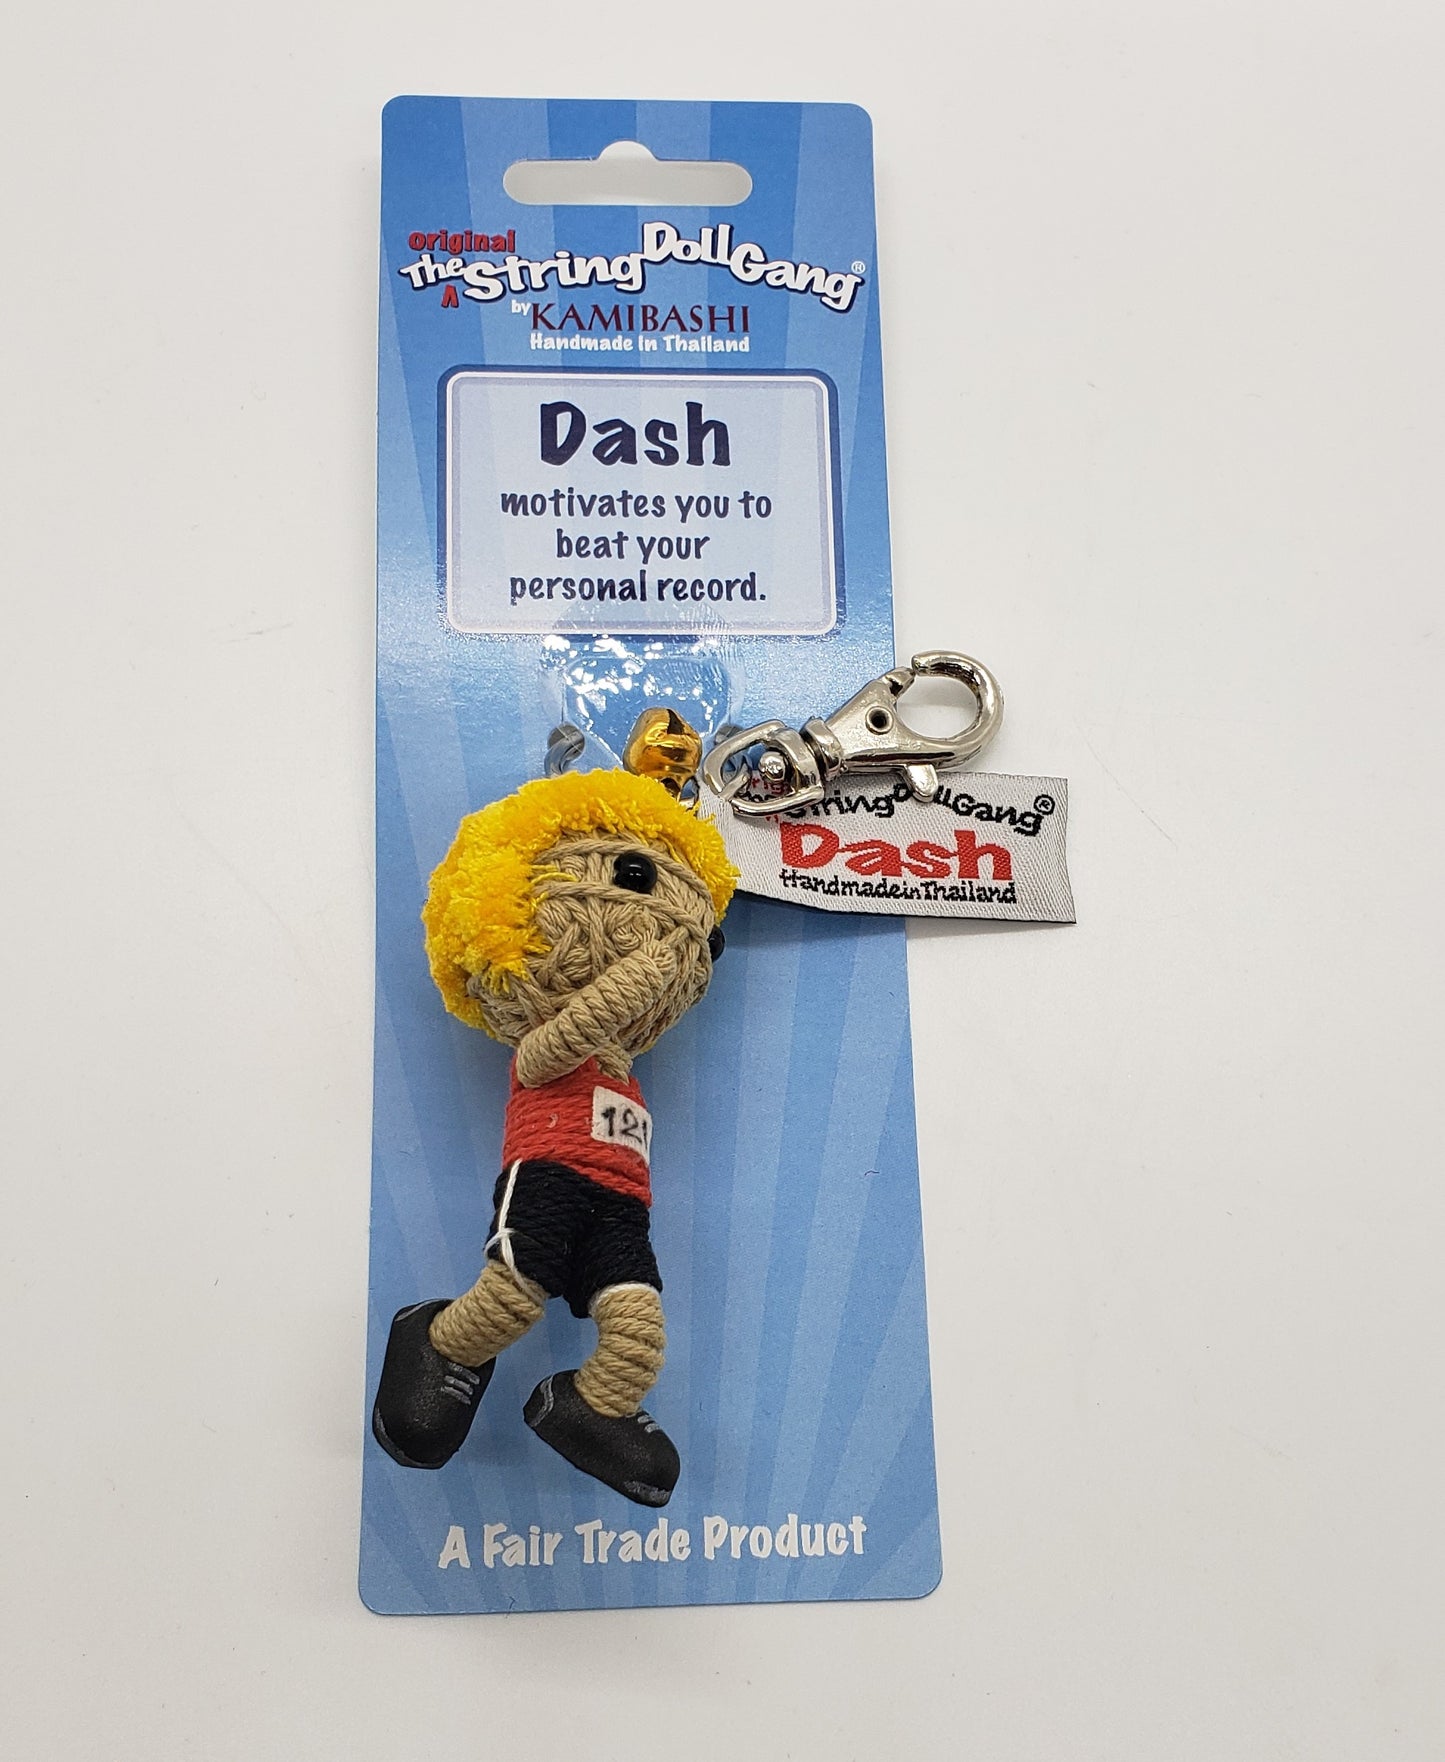 original
The String Doll Gang®
by KAMIBASHI
Handmade in Thailand
Dash
motivates you to
beat your
personal record.
String Doll Gang®
Dash
Handmade in Thailand
A Fair Trade Product